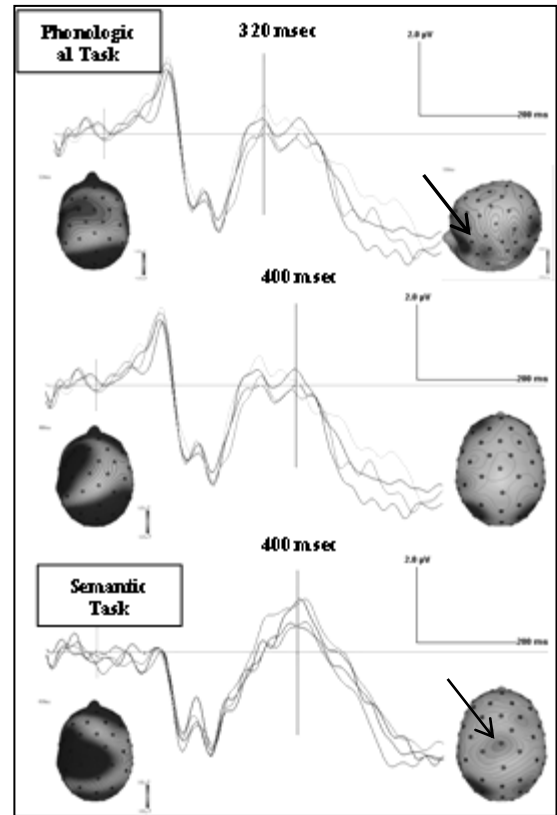 Phonologic
al Task
320 msec
2.0 µV
200 ms
400 msec
2.0 µV
200 ms
400 msec
Semantic
Task
2.0 µV
200 ms